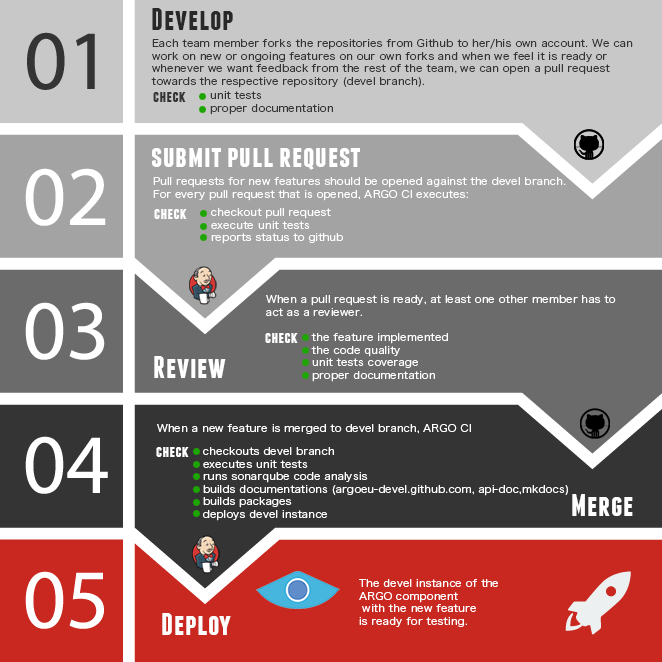 01
DEVELOP
Each team member forks the repositories from Github to her/his own account. We can
work on new or ongoing features on our own forks and when we feel it is ready or
whenever we want feedback from the rest of the team, we can open a pull request
towards the respective repository (devel branch).
CHECK
unit tests
proper documentation
02
SUBMIT PULL REQUEST
Pull requests for new features should be opened against the devel branch.
For every pull request that is opened, ARGO CI executes:
CHECK
checkout pull request
execute unit tests
reports status to github
03
When a pull request is ready, at least one other member has to
act as a reviewer.
CHECK
the feature implemented
the code quality
unit tests coverage
proper documentation
REVIEW
04
When a new feature is merged to devel branch, ARGO CI
CHECK
checkouts devel branch
executes unit tests
runs sonarqube code analysis
builds documentations (argoeu-devel.github.com, api-doc,mkdocs)
builds packages
deploys devel instance
MERGE
05
DEPLOY
The devel instance of the
ARGO component
with the new feature
is ready for testing.